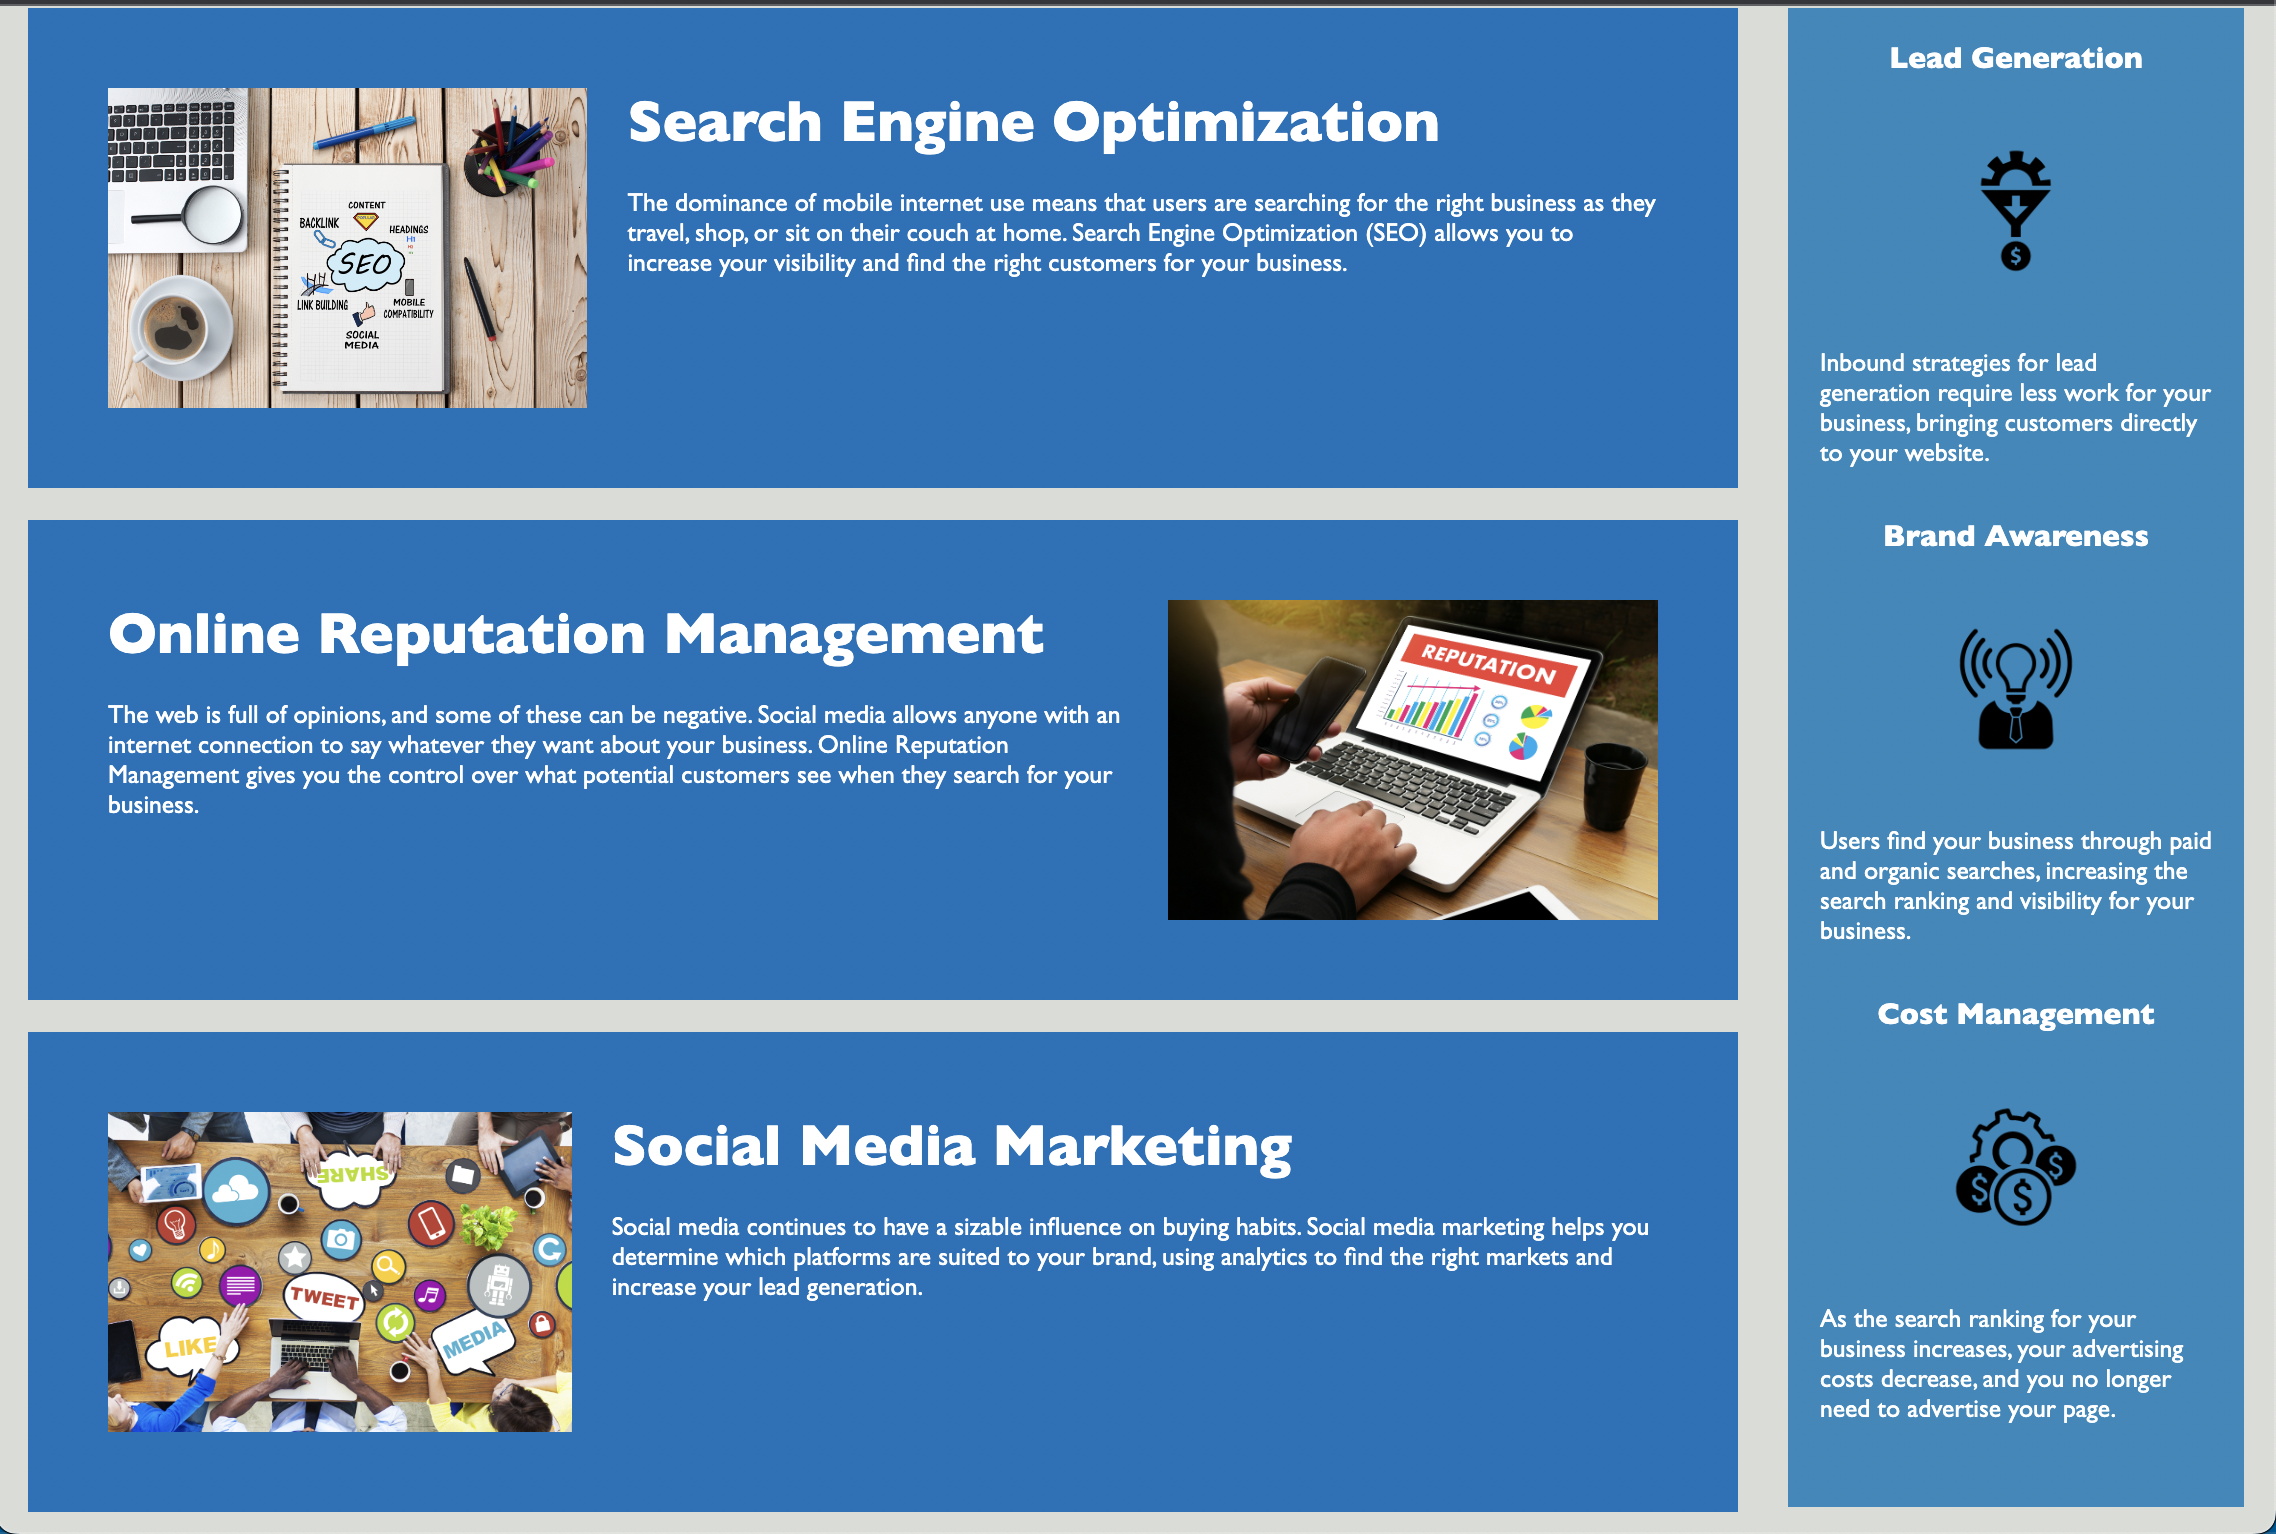 Search Engine Optimization
The dominance of mobile internet use means that users are searching for the right business as they
travel, shop, or sit on their couch at home. Search Engine Optimization (SEO) allows you to
increase your visibility and find the right customers for your business.
CONTENT
BACKLINK
HEADINGS
H1
SEO
LINK BUILDING
MOBILE
COMPATIBILITY
SOCIAL
MEDIA
Online Reputation Management
The web is full of opinions, and some of these can be negative. Social media allows anyone with an
internet connection to say whatever they want about your business. Online Reputation
Management gives you the control over what potential customers see when they search for your
business.
REPUTATION
Social Media Marketing
Social media continues to have a sizable influence on buying habits. Social media marketing helps you
determine which platforms are suited to your brand, using analytics to find the right markets and
increase your lead generation.
SHARE
TWEET
LIKE
MEDIA
Lead Generation
$
Inbound strategies for lead
generation require less work for your
business, bringing customers directly
to your website.
Brand Awareness
Users find your business through paid
and organic searches, increasing the
search ranking and visibility for your
business.
Cost Management
$
$
$
As the search ranking for your
business increases, your advertising
costs decrease, and you no longer
need to advertise your page.